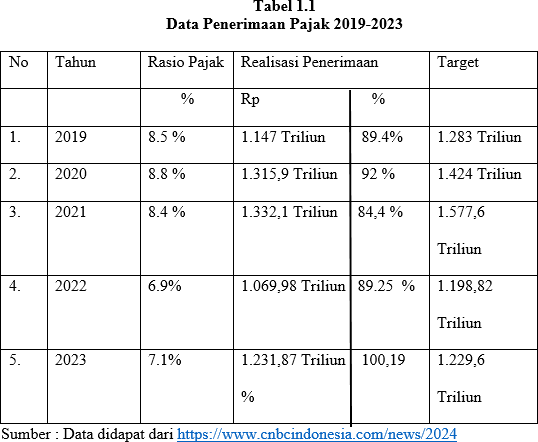 Tabel 1.1
Data Penerimaan Pajak 2019-2023
No Tahun Rasio Pajak Realisasi Penerimaan Target
% Rp %
1. 2019 8.5 % 1.147 Triliun 89.4% 1.283 Triliun
2. 2020 8.8 % 1.315,9 Triliun 92 % 1.424 Triliun
3. 2021 8.4 % 1.332,1 Triliun 84,4 % 1.577,6
Triliun
4. 2022 6.9% 1.069,98 Triliun 89.25 % 1.198,82
Triliun
5. 2023 7.1% 1.231,87 Triliun 100,19 1.229,6
% Triliun
Sumber : Data didapat dari https://www.cnbcindonesia.com/news/2024